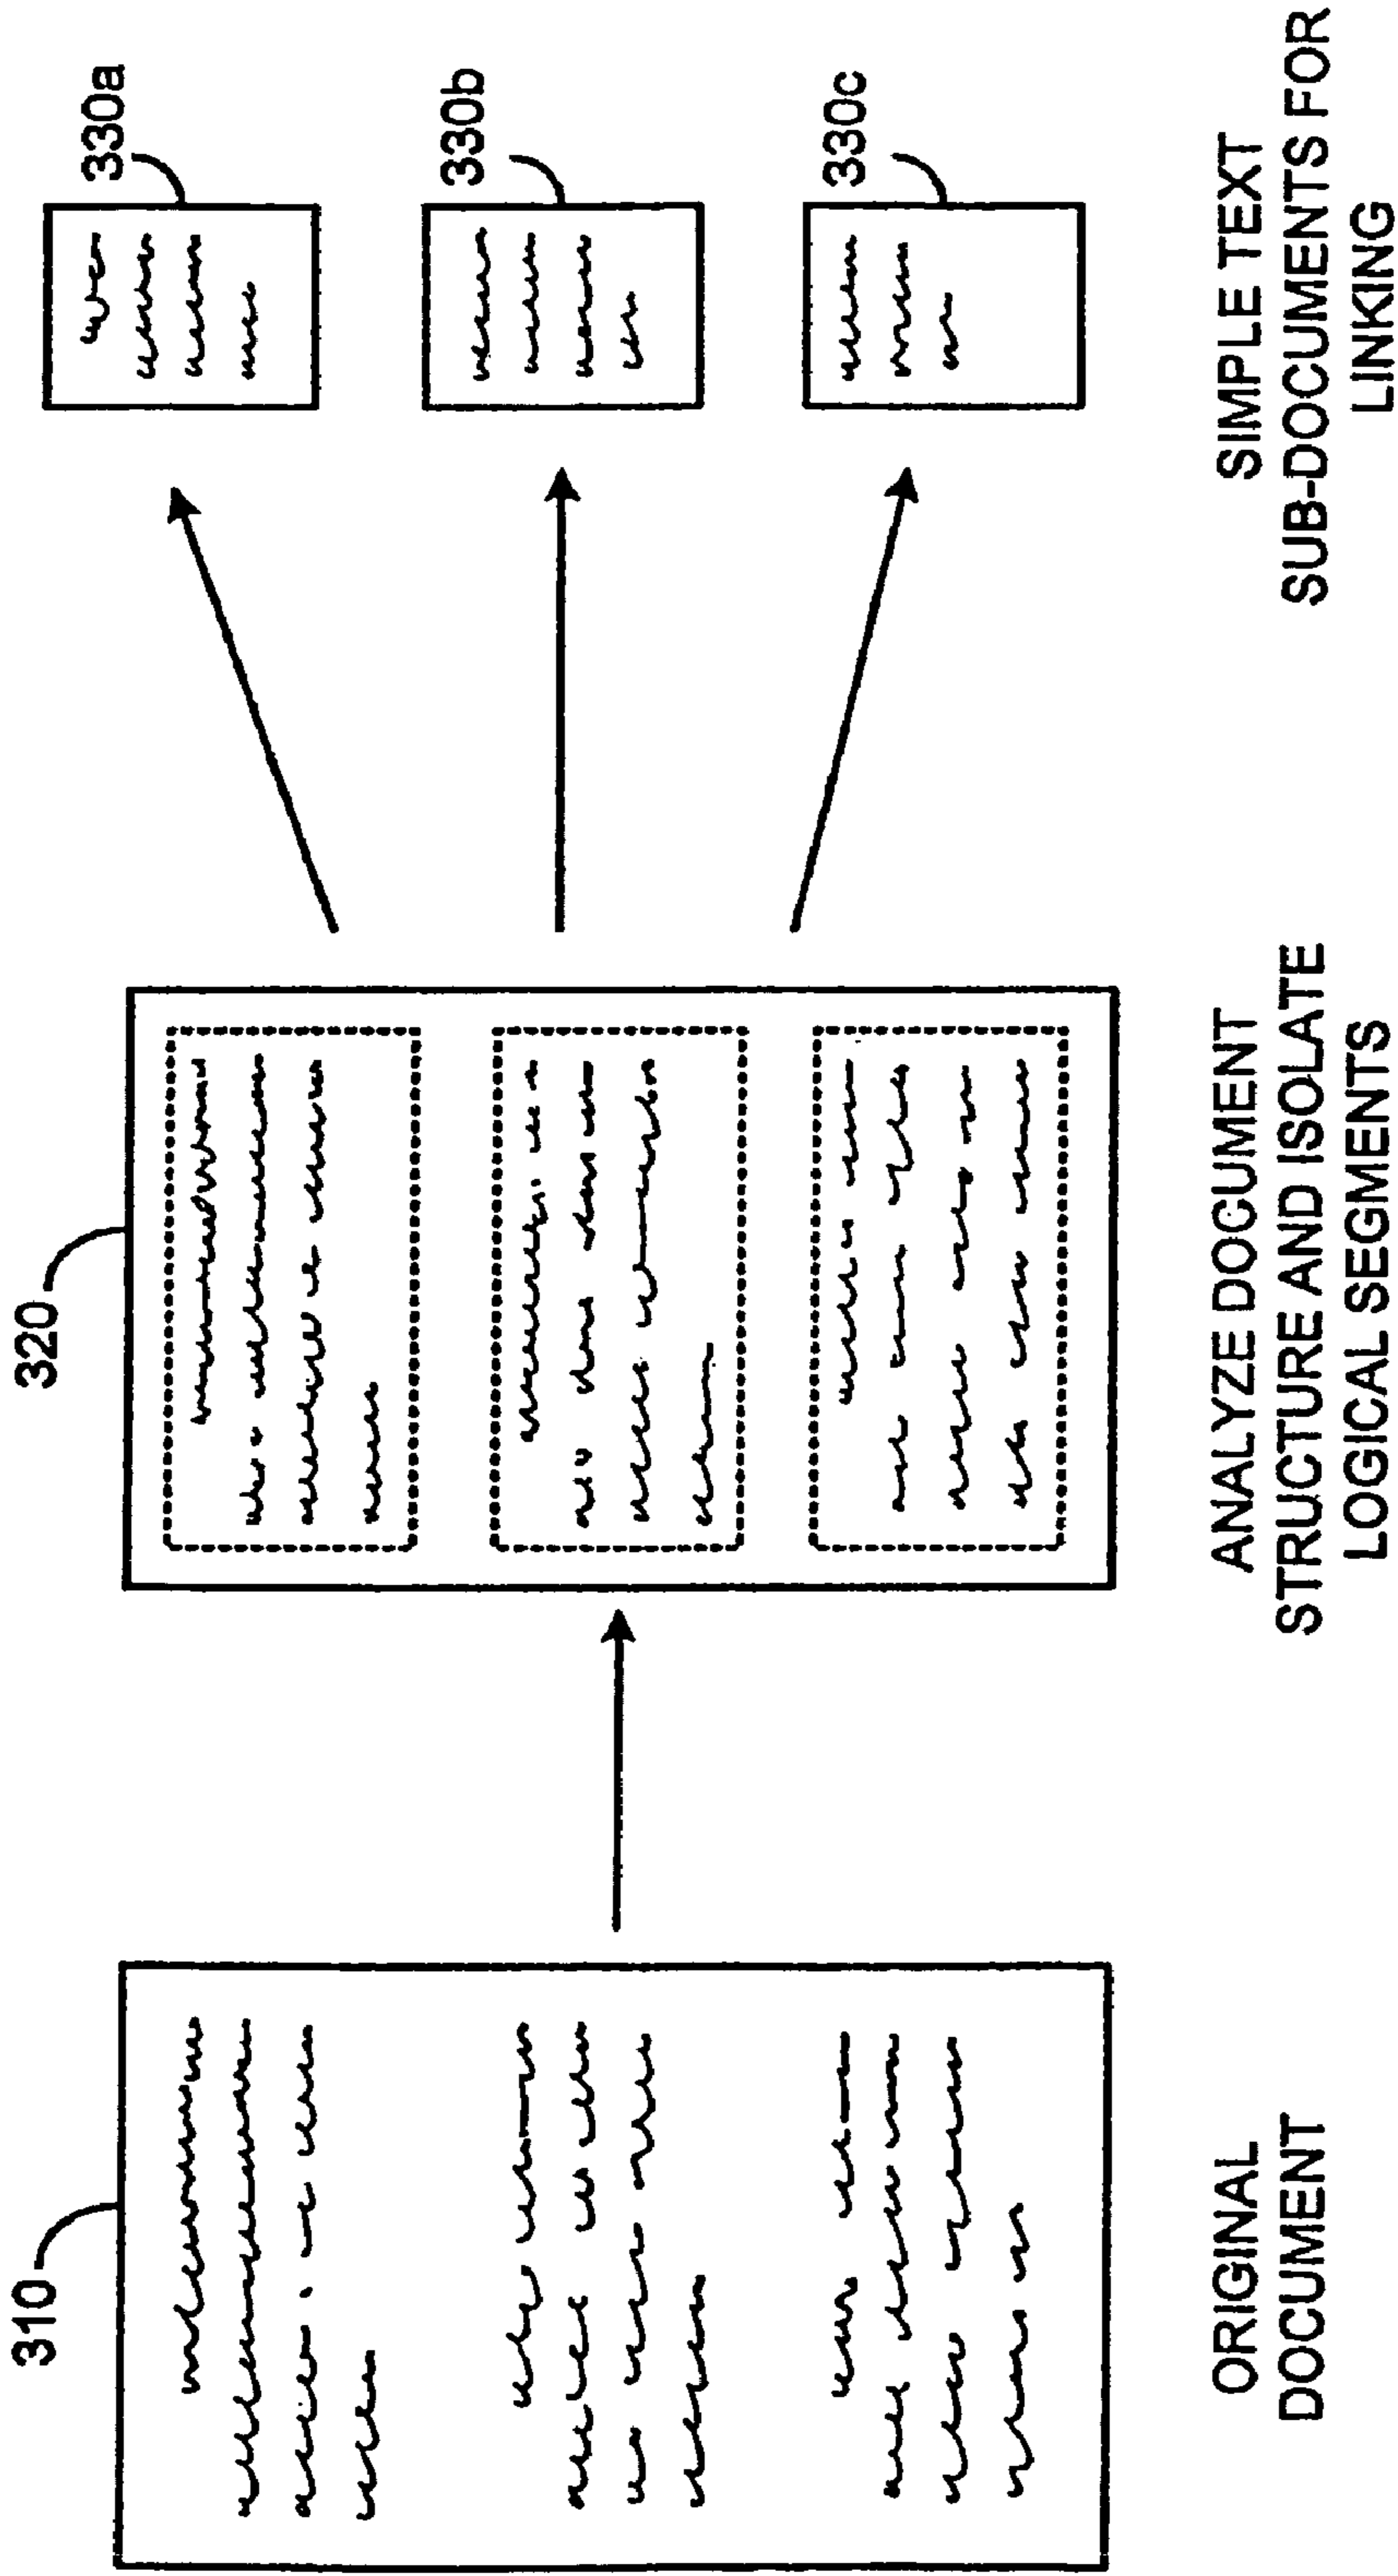 310
320
330a
330b
330c
ORIGINAL
DOCUMENT
ANALYZE DOCUMENT
STRUCTURE AND ISOLATE
LOGICAL SEGMENTS
SIMPLE TEXT
SUB-DOCUMENTS FOR
LINKING